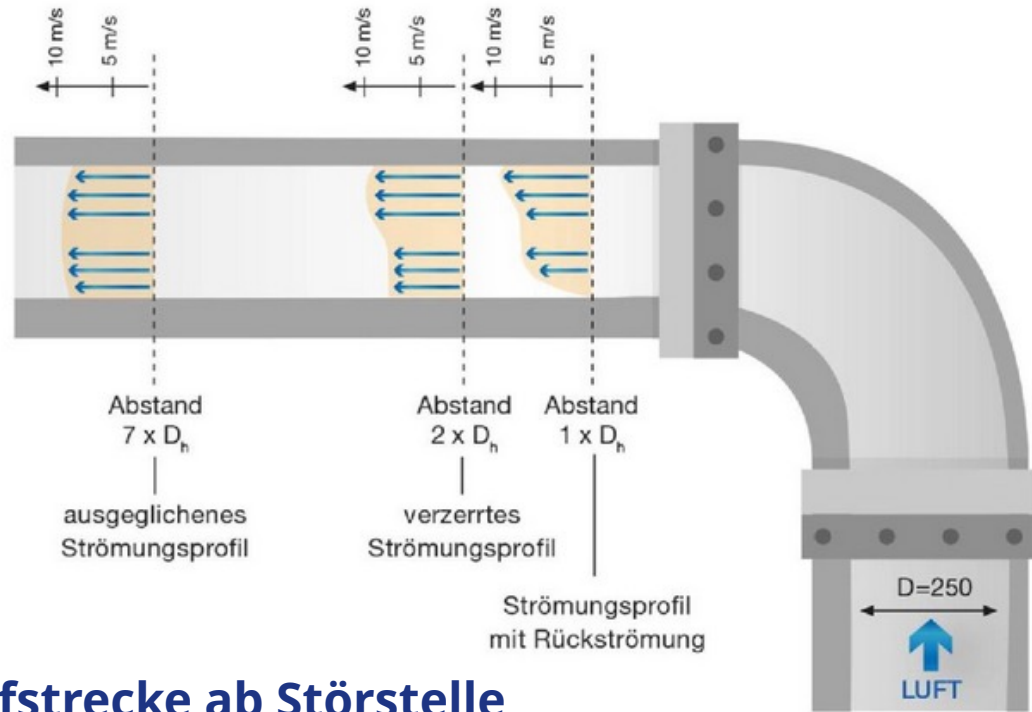 10 m/s
5 m/s
10 m/s
5 m/s
10 m/s
5 m/s
Abstand
7 x Dh
ausgeglichenes
Strömungsprofil
Abstand
2 x Dh
verzerrtes
Strömungsprofil
Abstand
1 x Dh
Strömungsprofil
mit Rückströmung
D=250
LUFT
fstrecke ab Störstelle